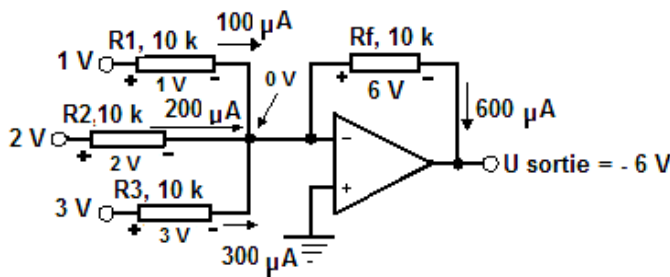 100 µA
R1, 10 k
Rf, 10 k
1 V
+ 1 V -
0 V
+ 6 V -
R2,10 k
200 µA
600 µA
2 V
+ 2 V -
-
+
U sortie = - 6 V
R3, 10 k
3 V
+ 3 V -
300 µA